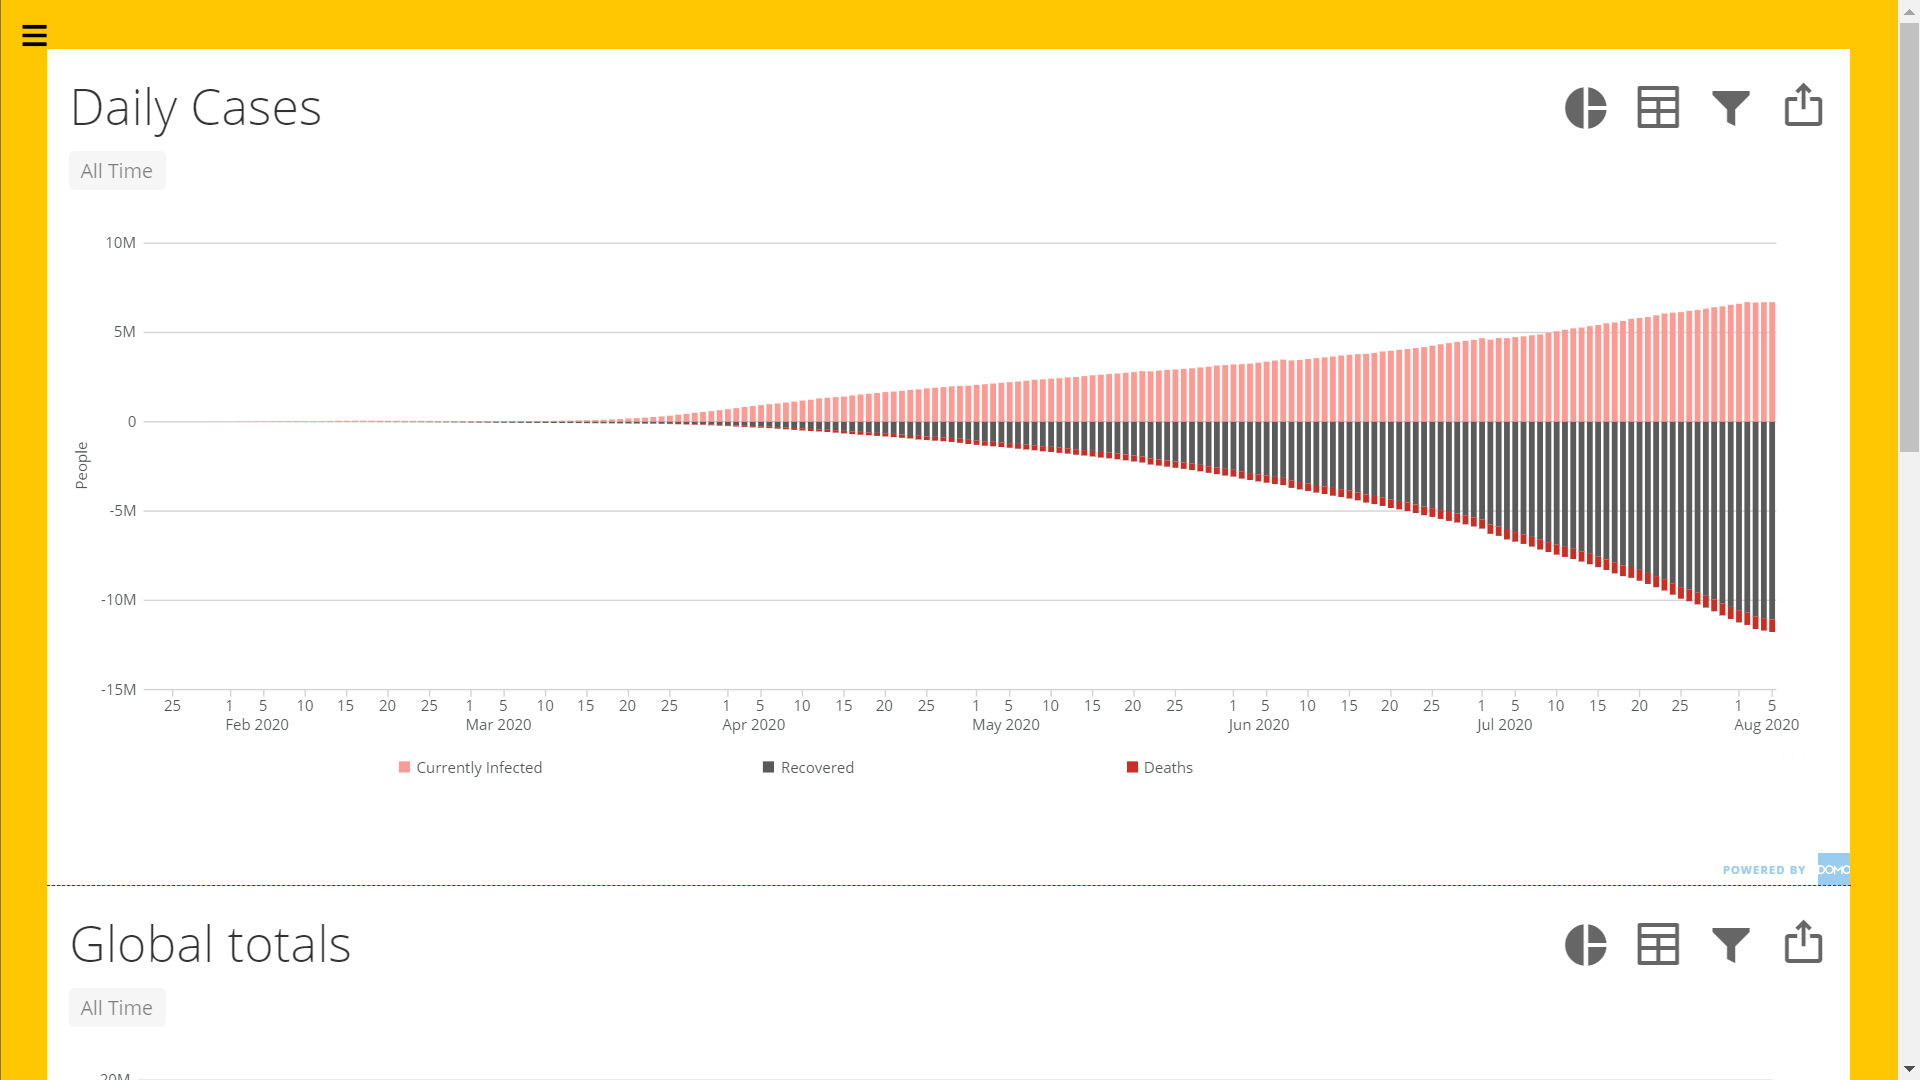 Daily Cases
All Time
10M
5M
0
-5M
-10M
-15M
People
25 1 5 10 15 20 25 1 5 10 15 20 25 1 5 10 15 20 25 1 5 10 15 20 25 1 5 10 15 20 25 1 5 10 15 20 25 1 5
Feb 2020 Mar 2020 Apr 2020 May 2020 Jun 2020 Jul 2020 Aug 2020
Currently Infected Recovered Deaths
POWERED BY DOMO
Global totals
All Time
20M